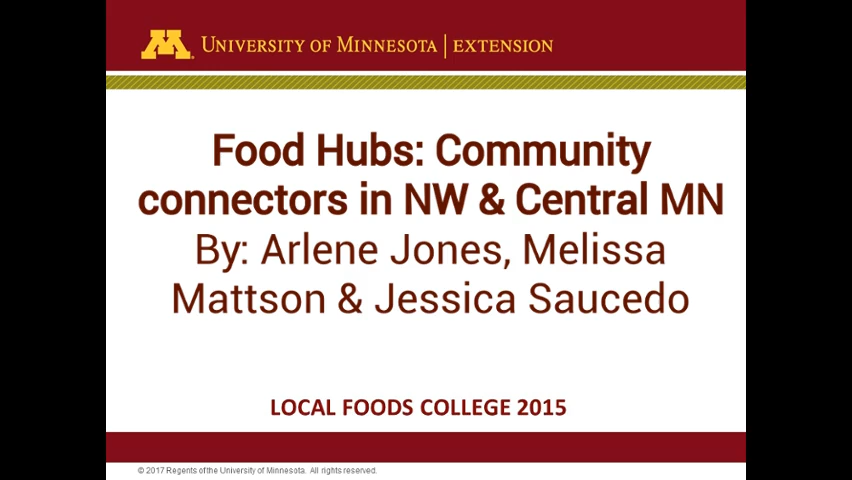 UNIVERSITY OF MINNESOTA | EXTENSION
Food Hubs: Community
connectors in NW & Central MN
By: Arlene Jones, Melissa
Mattson & Jessica Saucedo
LOCAL FOODS COLLEGE 2015
© 2017 Regents of the University of Minnesota. All rights reserved.